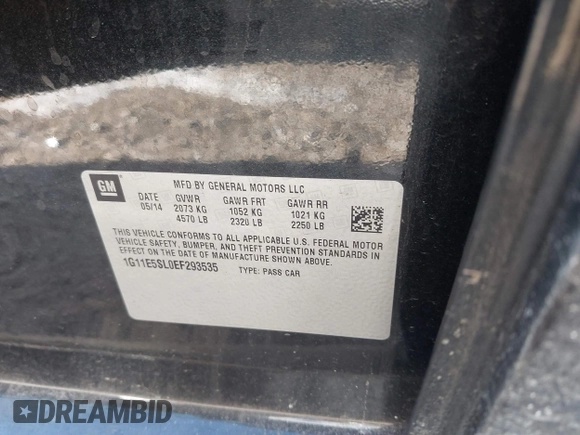 GM
MFD BY GENERAL MOTORS LLC
DATE GVWR GAWR FRT GAWR RR
05/14 2073 KG 1052 KG 1021 KG
4570 LB 2320 LB 2250 LB
THIS VEHICLE CONFORMS TO ALL APPLICABLE U.S. FEDERAL MOTOR
VEHICLE SAFETY, BUMPER, AND THEFT PREVENTION STANDARDS
IN EFFECT ON THE DATE OF MANUFACTURE SHOWN ABOVE.
1G11E5SL0EF293535 TYPE: PASS CAR
DREAMBID